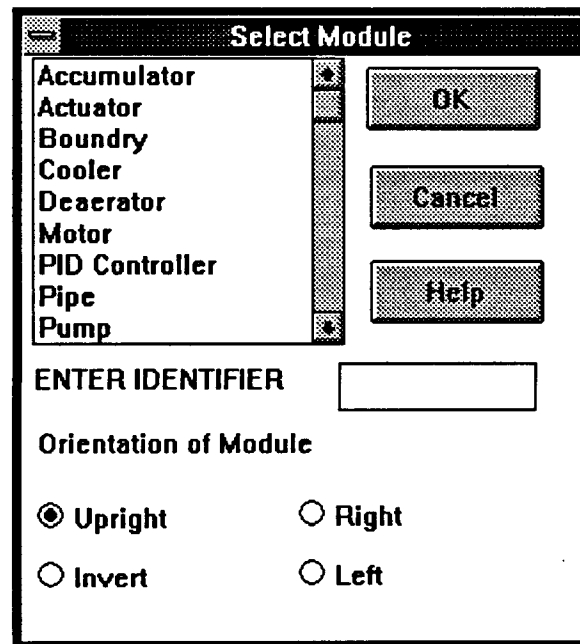 Select Module
Accumulator
Actuator
Boundry
Cooler
Deaerator
Motor
PID Controller
Pipe
Pump
OK
Cancel
Help
ENTER IDENTIFIER
Orientation of Module
Upright
Right
Invert
Left